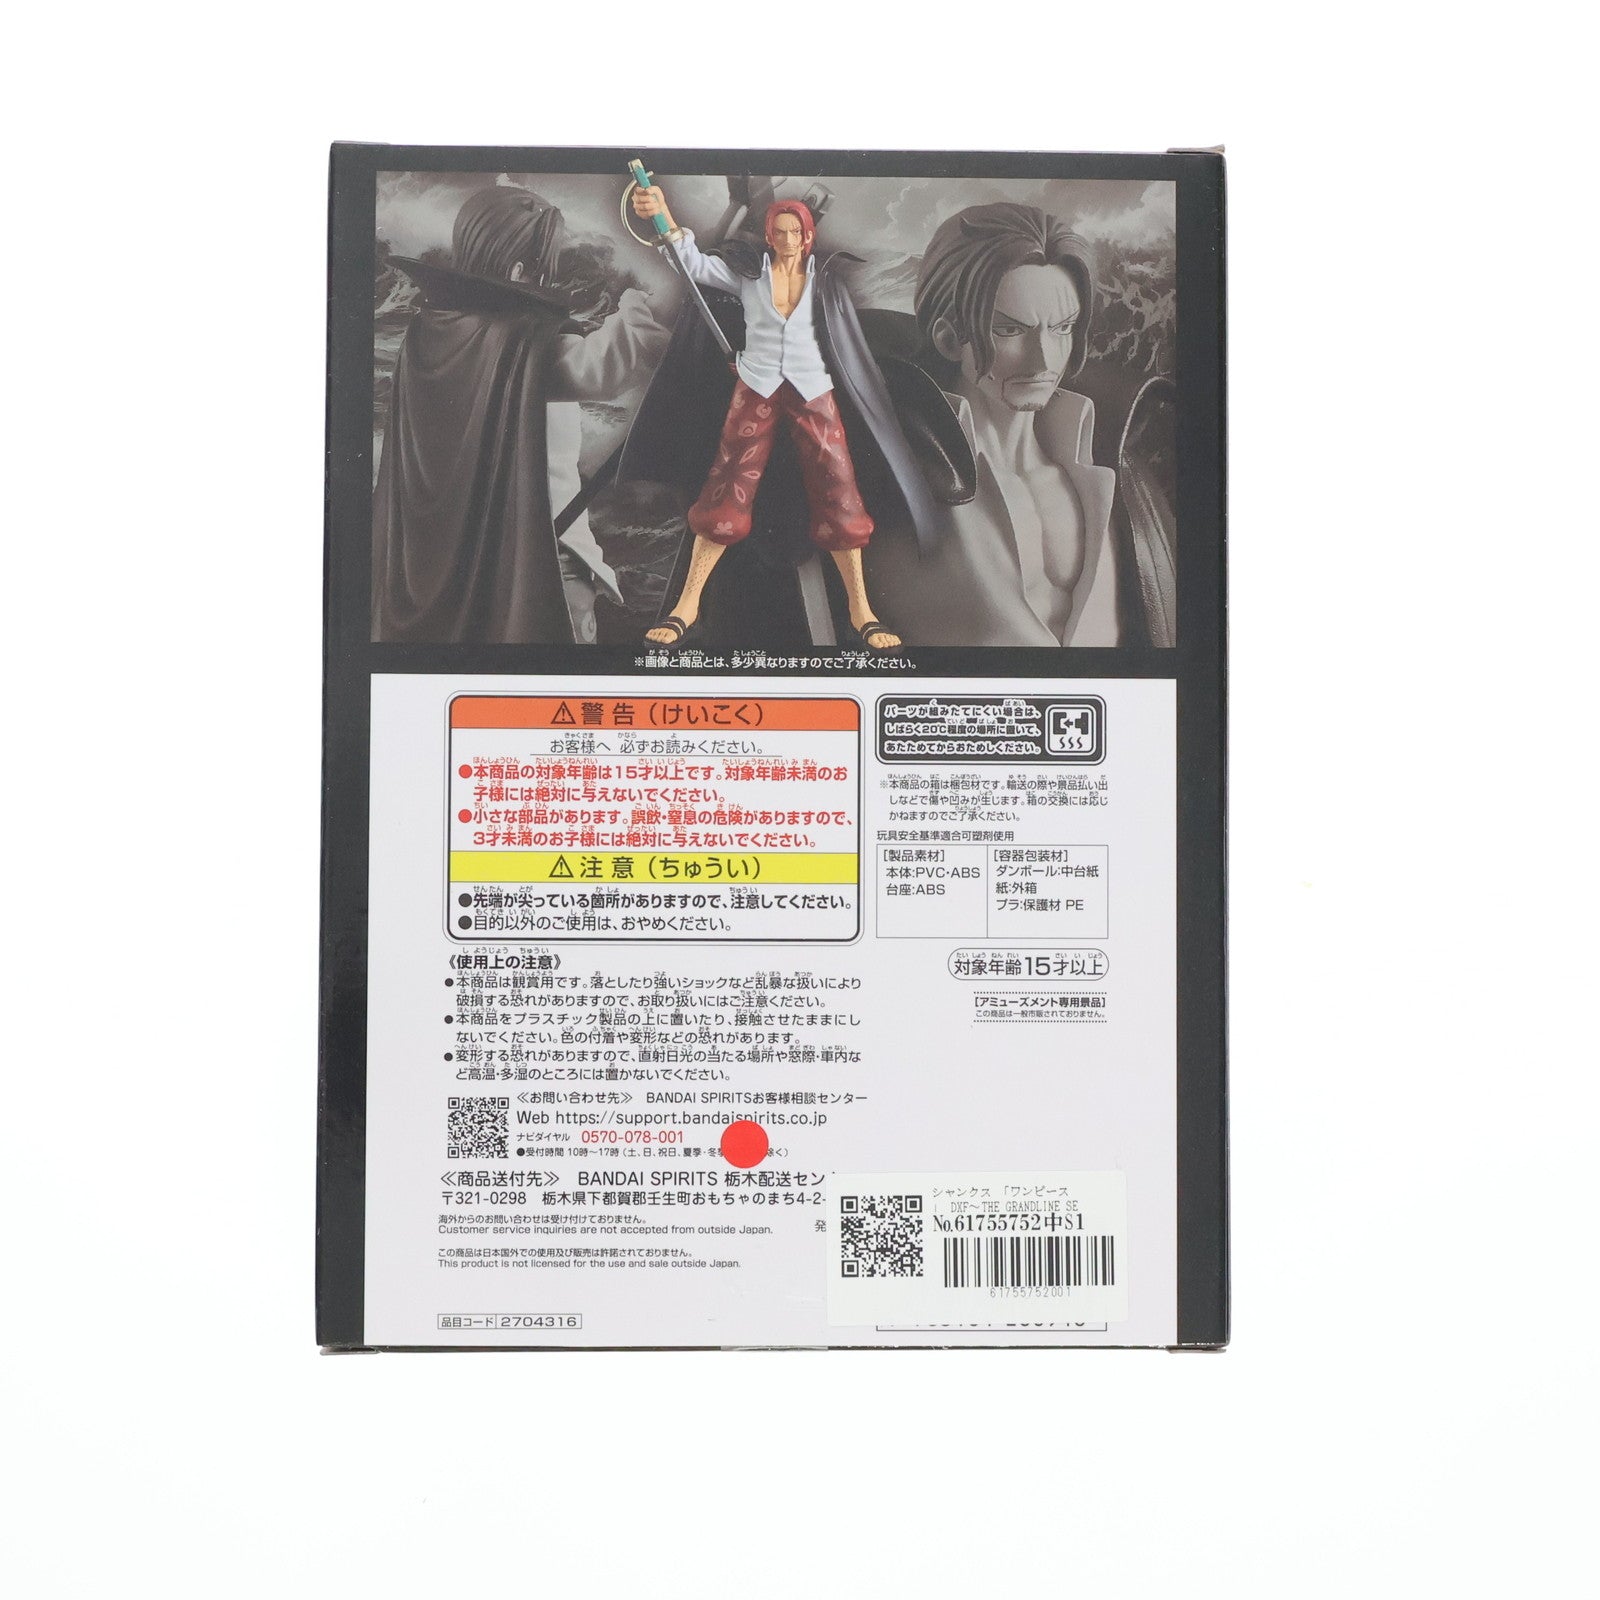 ※画像と商品とは、多少異なりますのでご了承ください。
⚠警告（けいこく）
お客様へ 必ずお読みください。
●本商品の対象年齢は15才以上です。対象年齢未満のお
子様には絶対に与えないでください。
●小さな部品があります。誤飲・窒息の危険がありますので、
3才未満のお子様には絶対に与えないでください。
⚠注意（ちゅうい）
●先端が尖っている箇所がありますので、注意してください。
●目的以外のご使用は、おやめください。
《使用上の注意》
●本商品は観賞用です。落としたり強いショックなど乱暴な扱いにより
破損する恐れがありますので、お取り扱いにはご注意ください。
●本商品をプラスチック製品の上に置いたり、接触させたままにし
ないでください。色の付着や変形などの恐れがあります。
●変形する恐れがありますので、直射日光の当たる場所や窓際・車内な
ど高温・多湿のところには置かないでください。
≪お問い合わせ先≫ BANDAI SPIRITSお客様相談センター
Web https://support.bandaispirits.co.jp
ナビダイヤル 0570-078-001
●受付時間 10時〜17時（土、日、祝日、夏季・冬 除く）
≪商品送付先≫ BANDAI SPIRITS 栃木配送セン
〒321-0298 栃木県下都賀郡壬生町おもちゃのまち4-2-
海外からのお問い合わせは受け付けておりません。
Customer service inquiries are not accepted from outside Japan.
発
この商品は日本国外での使用及び販売は許諾されておりません。
This product is not licensed for the use and sale outside Japan.
品目コード 2704316
パーツが組みたてにくい場合は、
しばらく20℃程度の場所に置いて、
あたためてからおためしください。
※本商品の箱は梱包材です。輸送の際や景品払い出
しなどで傷や凹みが生じます。箱の交換には応じ
かねますのでご了承ください。
玩具安全基準適合可塑剤使用
[製品素材]
本体:PVC・ABS
台座:ABS
[容器包装材]
ダンボール:中台紙
紙:外箱
プラ:保護材 PE
対象年齢15才以上
[アミューズメント専用景品]
この商品は一般市販されておりません。
シャンクス 「ワンピース
」 DXF〜THE GRANDLINE SE
No.61755752中S1
61755752001